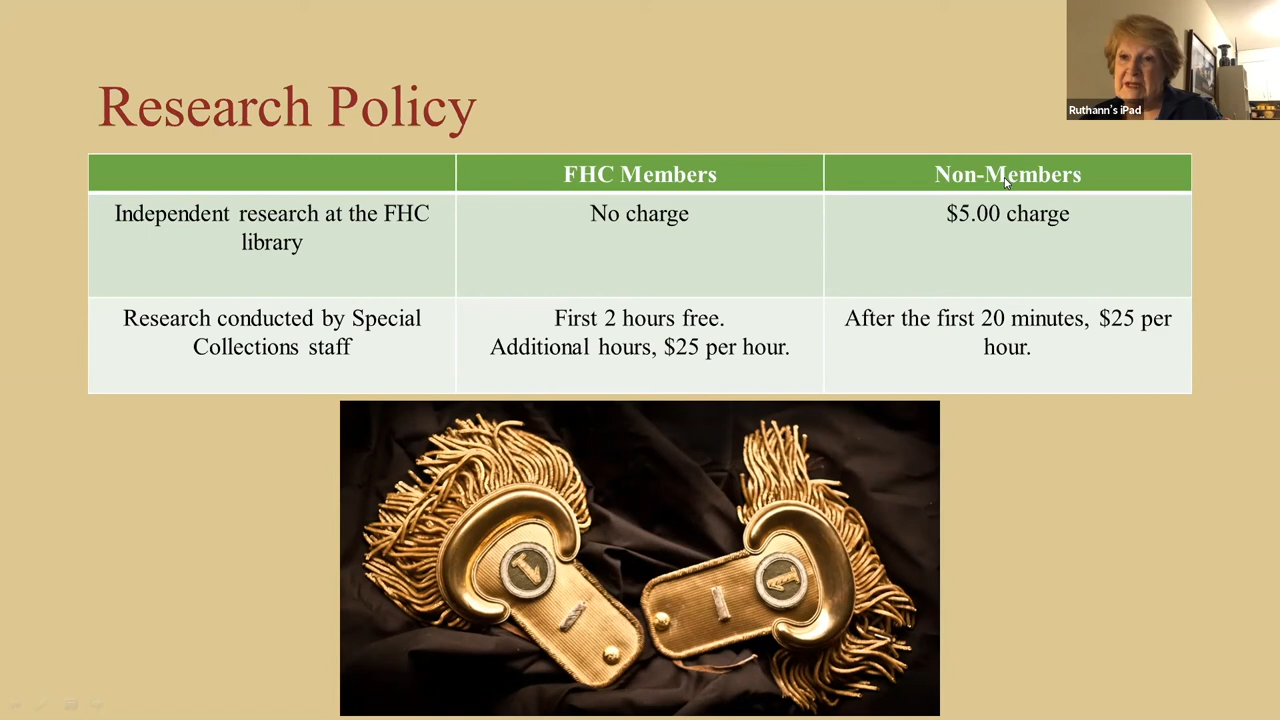 Ruthann's iPad
Research Policy
FHC Members
Non-Members
Independent research at the FHC
library
No charge
$5.00 charge
Research conducted by Special
Collections staff
First 2 hours free.
Additional hours, $25 per hour.
After the first 20 minutes, $25 per
hour.
1
1